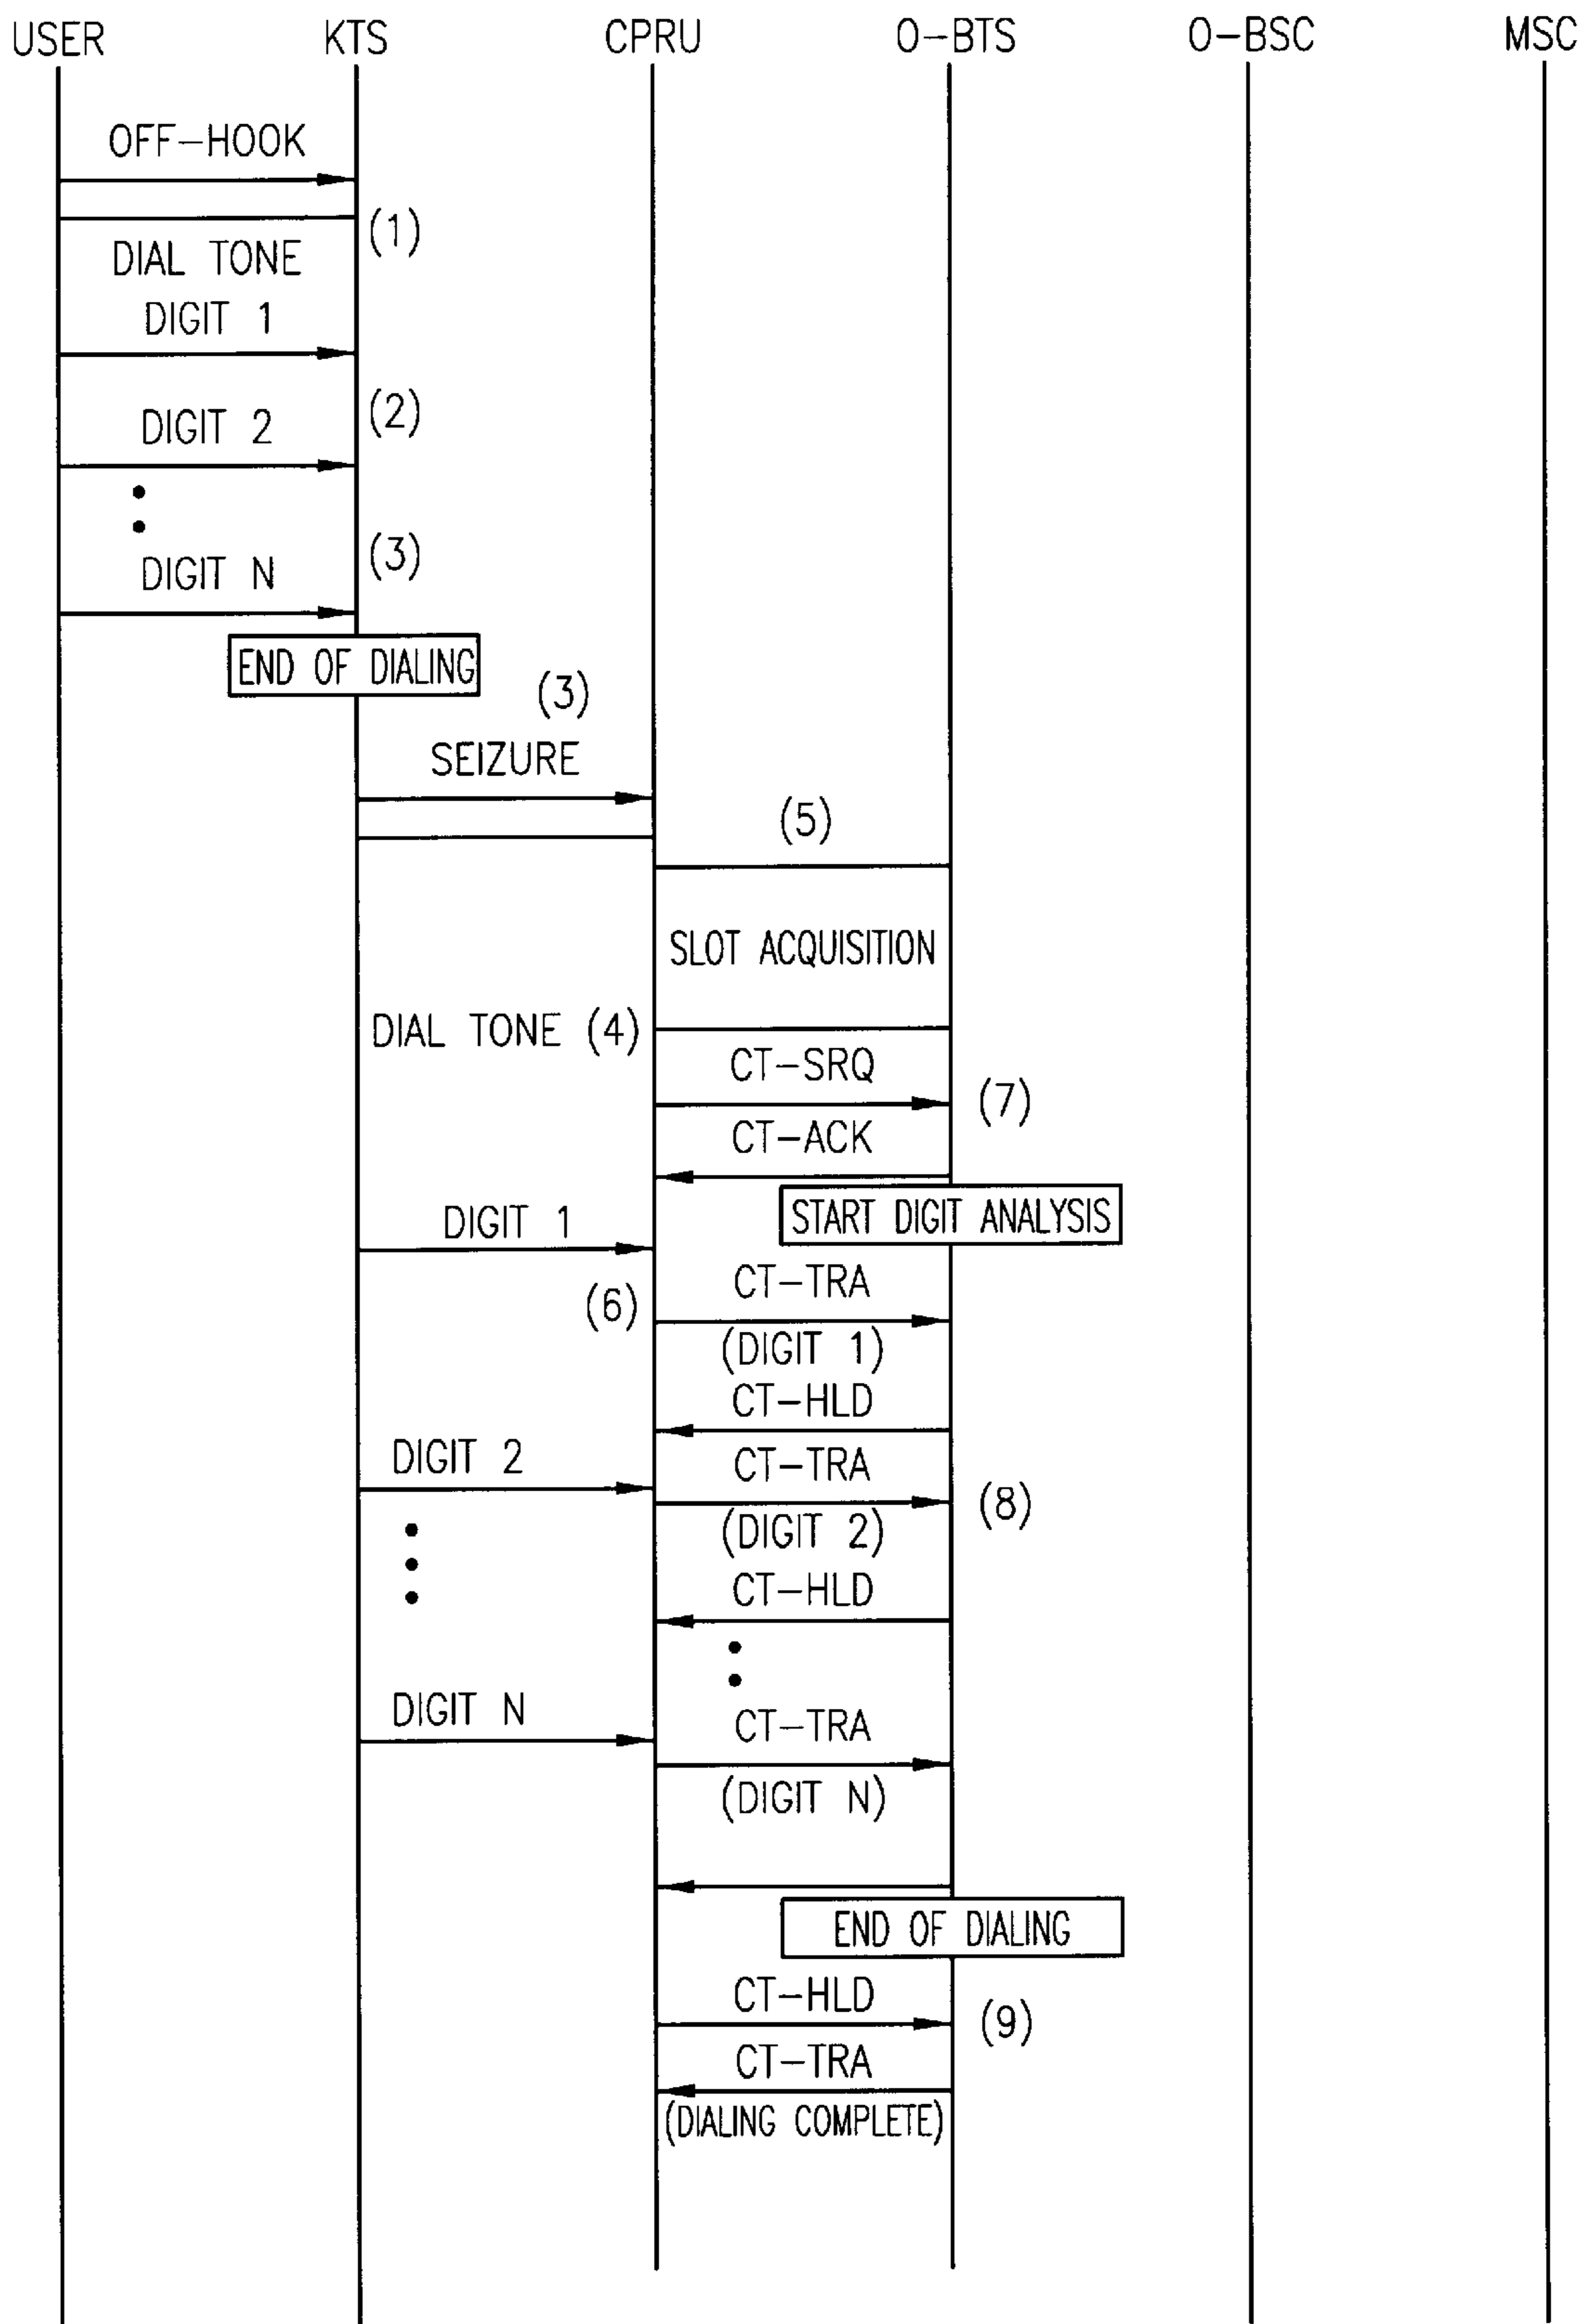 USER KTS CPRU O-BTS O-BSC MSC
OFF-HOOK
(1)
DIAL TONE
DIGIT 1
(2)
DIGIT 2
(3)
DIGIT N
END OF DIALING
(3)
SEIZURE
(5)
SLOT ACQUISITION
DIAL TONE (4)
CT-SRQ
(7)
CT-ACK
START DIGIT ANALYSIS
DIGIT 1
CT-TRA
(6)
(DIGIT 1)
CT-HLD
DIGIT 2
CT-TRA
(8)
(DIGIT 2)
CT-HLD
DIGIT N
CT-TRA
(DIGIT N)
END OF DIALING
CT-HLD
(9)
CT-TRA
(DIALING COMPLETE)